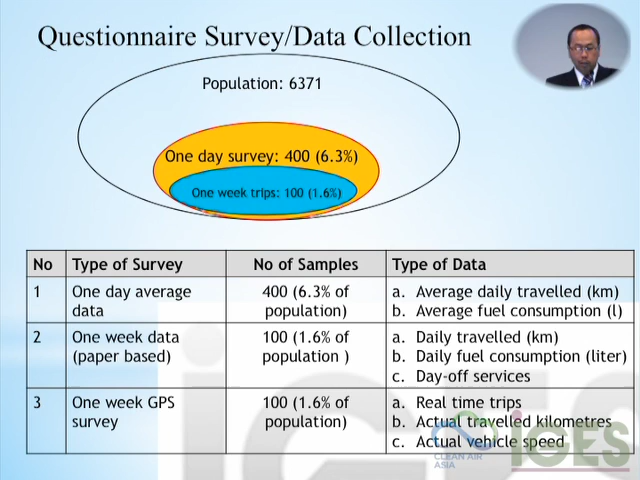 Questionnaire Survey/Data Collection
Population: 6371
One day survey: 400 (6.3%)
One week trips: 100 (1.6%)
No Type of Survey No of Samples Type of Data
1 One day average 400 (6.3% of a. Average daily travelled (km)
data population) b. Average fuel consumption (l)
2 One week data 100 (1.6% of a. Daily travelled (km)
(paper based) population ) b. Daily fuel consumption (liter)
c. Day-off services
3 One week GPS 100 (1.6% of a. Real time trips
survey population) b. Actual travelled kilometres
c. Actual vehicle speed
CLEAN AIR
ASIA
IGES
iges